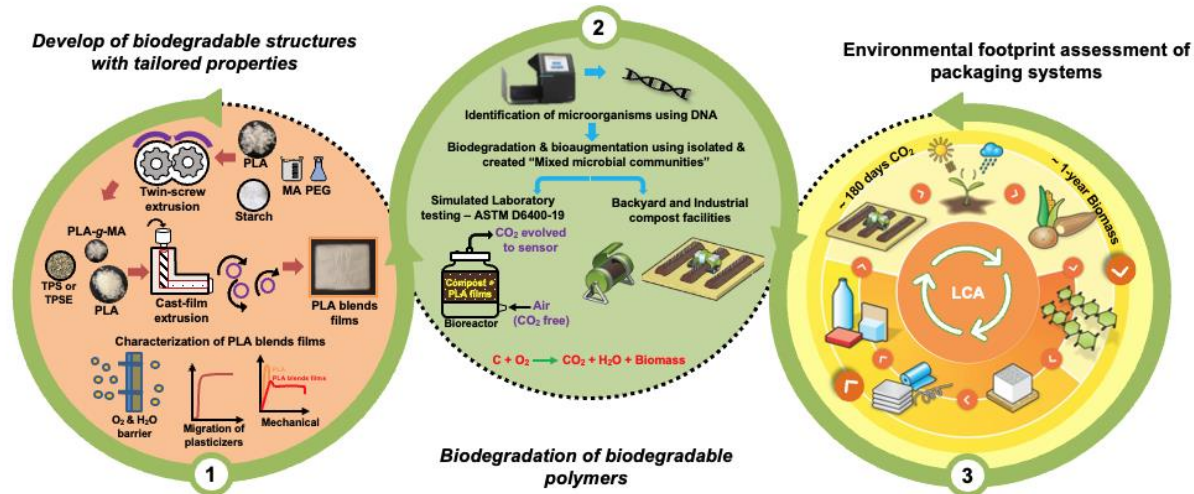 Develop of biodegradable structures
with tailored properties
PLA
MA PEG
Twin-screw
extrusion
Starch
PLA-g-MA
TPS or
TPSE
PLA
Cast-film
extrusion
PLA blends
films
Characterization of PLA blends films
O₂ & H₂O
barrier
Migration of
plasticizers
PLA
PLA blends films
Mechanical
1
2
Identification of microorganisms using DNA
Biodegradation & bioaugmentation using isolated &
created “Mixed microbial communities”
Simulated Laboratory
testing – ASTM D6400-19
Backyard and Industrial
compost facilities
CO₂ evolved
to sensor
Compost +
PLA films
Air
(CO₂ free)
Bioreactor
C + O₂ → CO₂ + H₂O + Biomass
Biodegradation of biodegradable
polymers
Environmental footprint assessment of
packaging systems
~ 180 days CO₂
~ 1-year Biomass
LCA
3